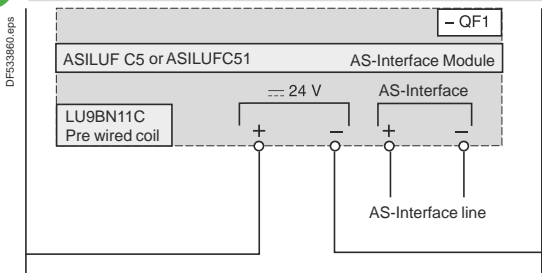 DF533860.eps
– QF1
ASILUF C5 or ASILUFC51 AS-Interface Module
⎓ 24 V AS-Interface
LU9BN11C
Pre wired coil
+ – + –
AS-Interface line